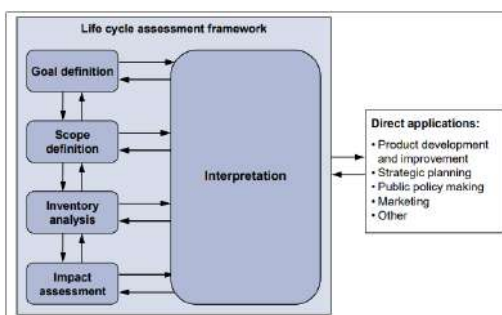 Life cycle assessment framework
Goal definition
Scope
definition
Inventory
analysis
Impact
assessment
Interpretation
Direct applications:
• Product development
and improvement
• Strategic planning
• Public policy making
• Marketing
• Other